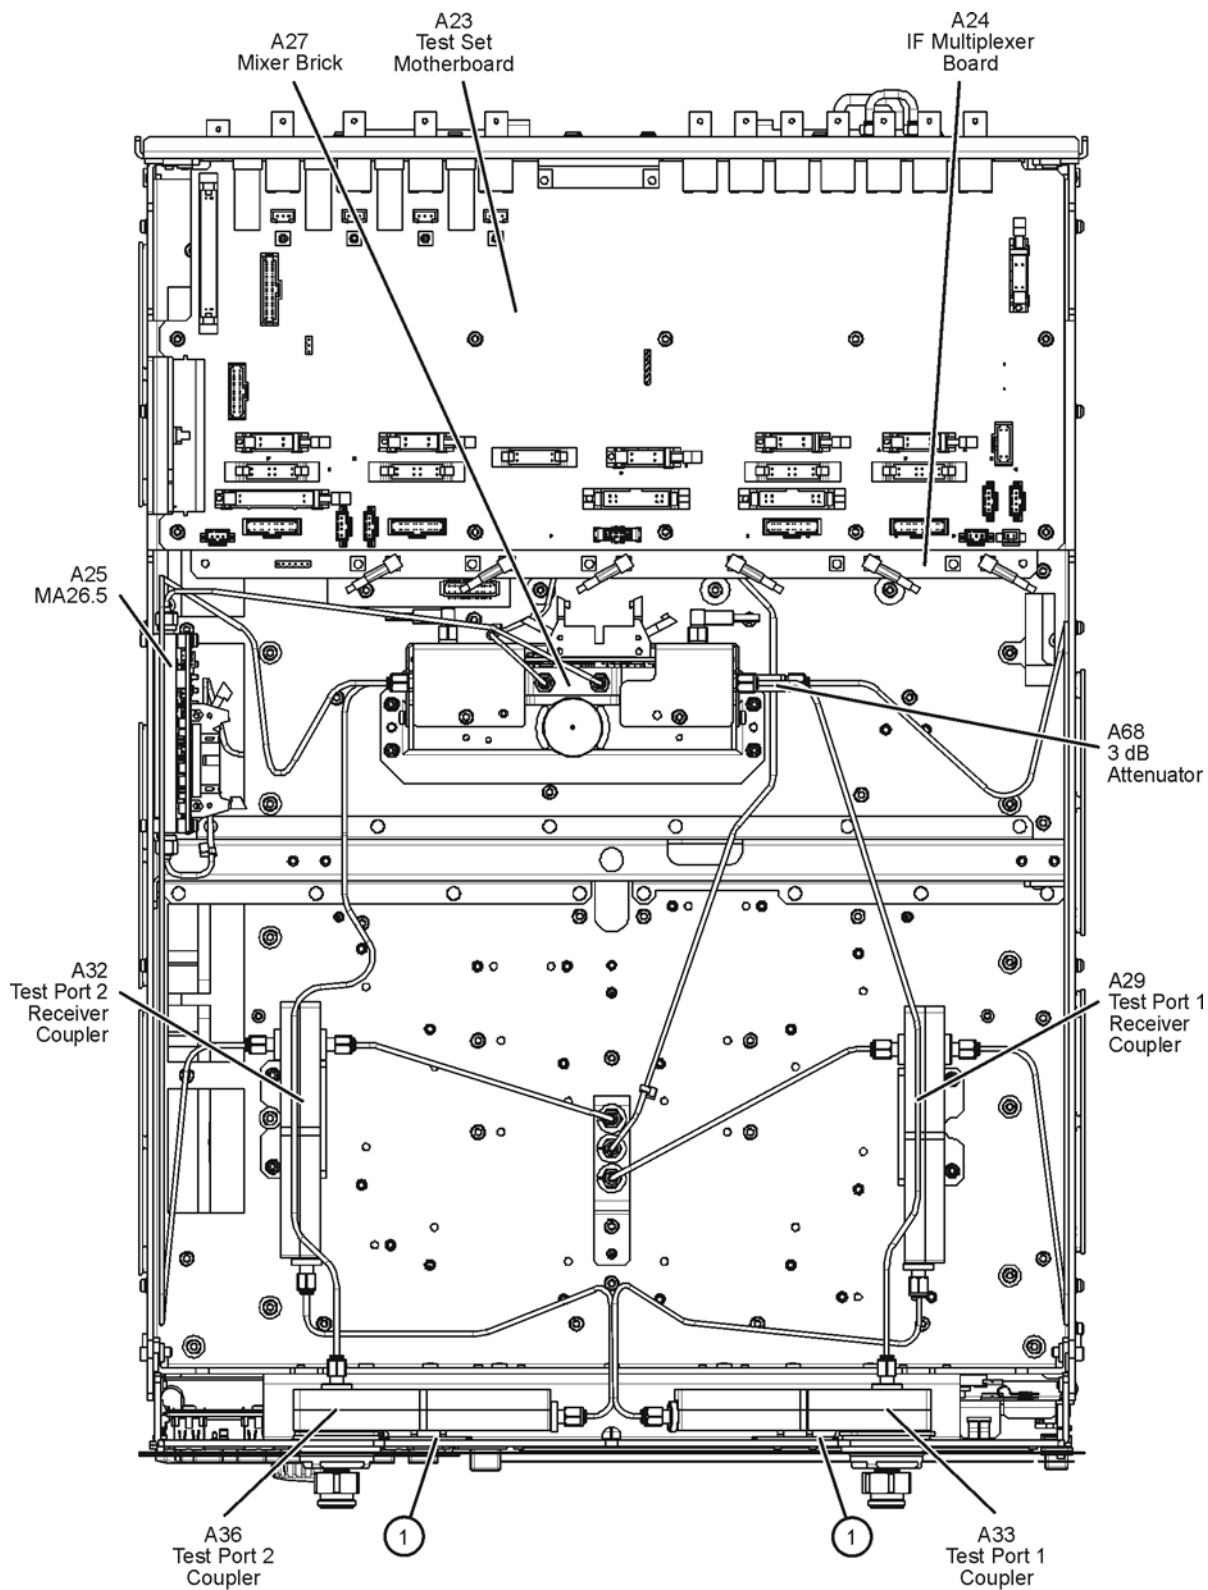 A23
Test Set
Motherboard
A24
IF Multiplexer
Board
A27
Mixer Brick
A25
MA26.5
A68
3 dB
Attenuator
A32
Test Port 2
Receiver
Coupler
A29
Test Port 1
Receiver
Coupler
1
1
A36
Test Port 2
Coupler
A33
Test Port 1
Coupler